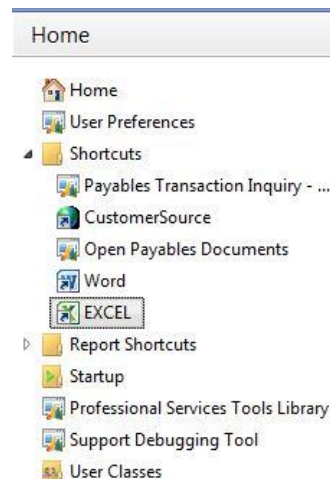 Home
Home
User Preferences
Shortcuts
Payables Transaction Inquiry - ...
CustomerSource
Open Payables Documents
Word
EXCEL
Report Shortcuts
Startup
Professional Services Tools Library
Support Debugging Tool
User Classes